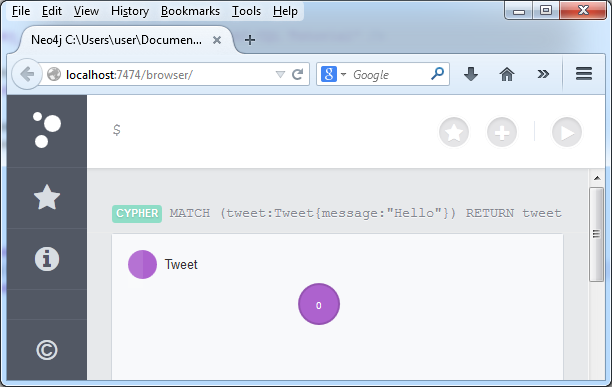 File Edit View History Bookmarks Tools Help
Neo4j C:\Users\user\Documen...
localhost:7474/browser/
Google
$
CYPHER MATCH (tweet:Tweet{message:"Hello"}) RETURN tweet
Tweet
0